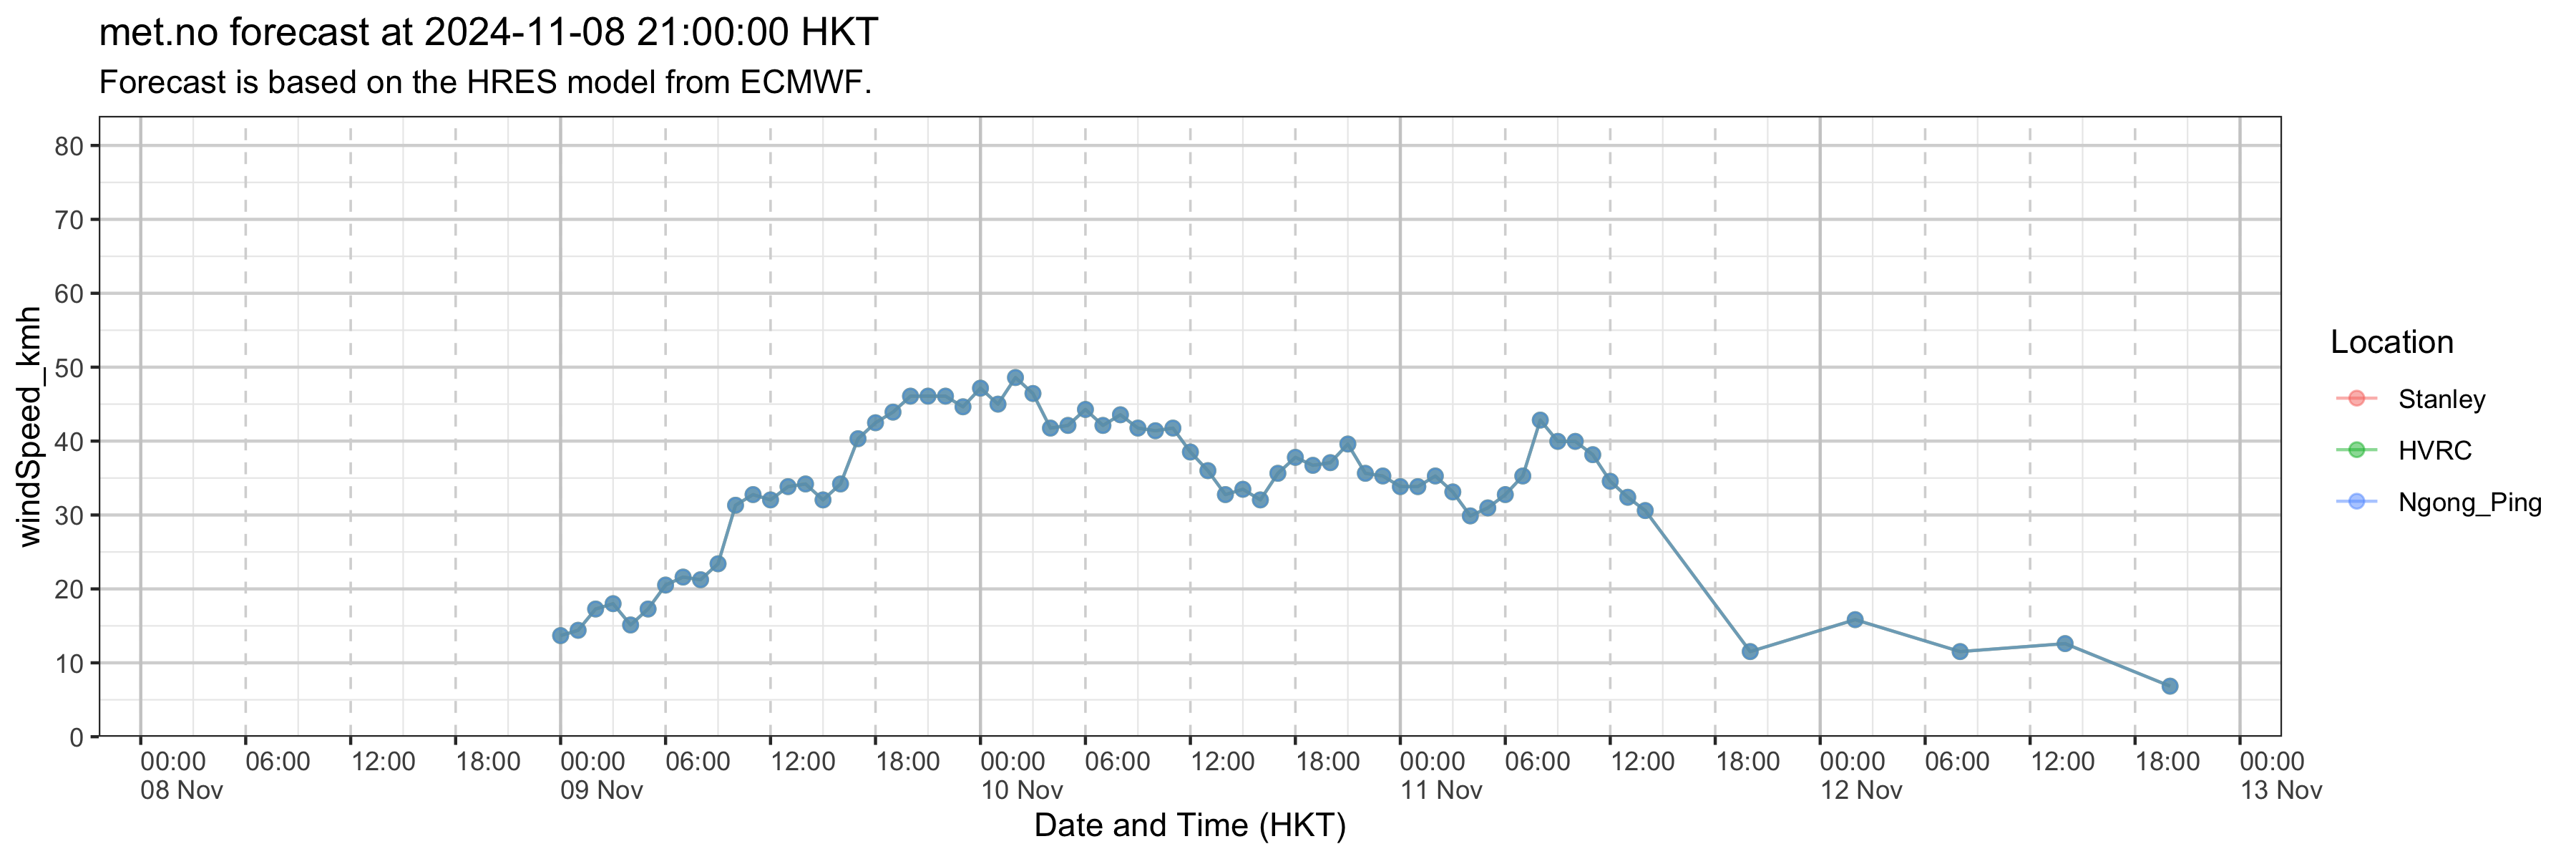 met.no forecast at 2024-11-08 21:00:00 HKT
Forecast is based on the HRES model from ECMWF.
windSpeed_kmh
80
70
60
50
40
30
20
10
0
00:00 06:00 12:00 18:00 00:00 06:00 12:00 18:00 00:00 06:00 12:00 18:00 00:00 06:00 12:00 18:00 00:00 06:00 12:00 18:00 00:00
08 Nov 09 Nov 10 Nov 11 Nov 12 Nov 13 Nov
Date and Time (HKT)
Location
Stanley
HVRC
Ngong_Ping